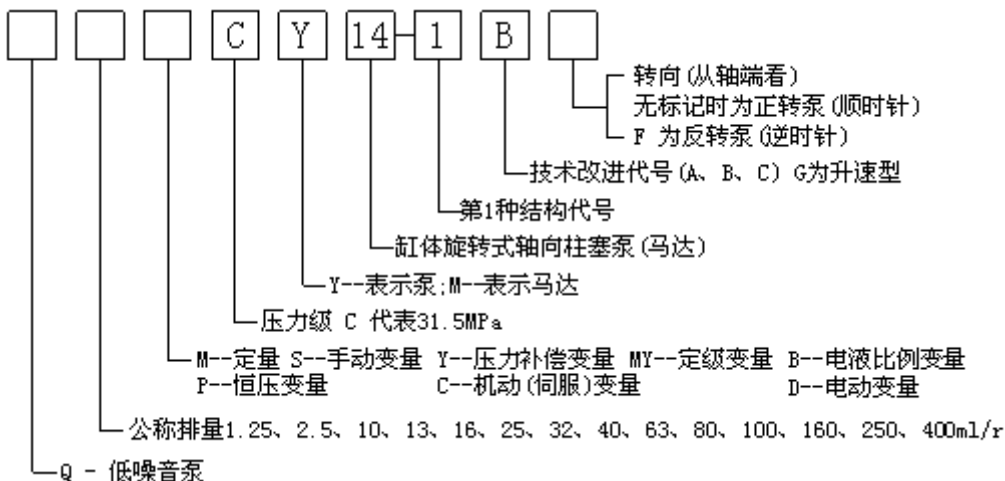 C Y 14-1 B
转向(从轴端看)
无标记时为正转泵(顺时针)
F 为反转泵(逆时针)
技术改进代号(A、B、C) G为升速型
第1种结构代号
缸体旋转式轴向柱塞泵(马达)
Y--表示泵;M--表示马达
压力级 C 代表31.5MPa
M--定量 S--手动变量 Y--压力补偿变量 MY--定级变量 B--电液比例变量
P--恒压变量 C--机动(伺服)变量 D--电动变量
公称排量1.25、2.5、10、13、16、25、32、40、63、80、100、160、250、400ml/r
Q - 低噪音泵